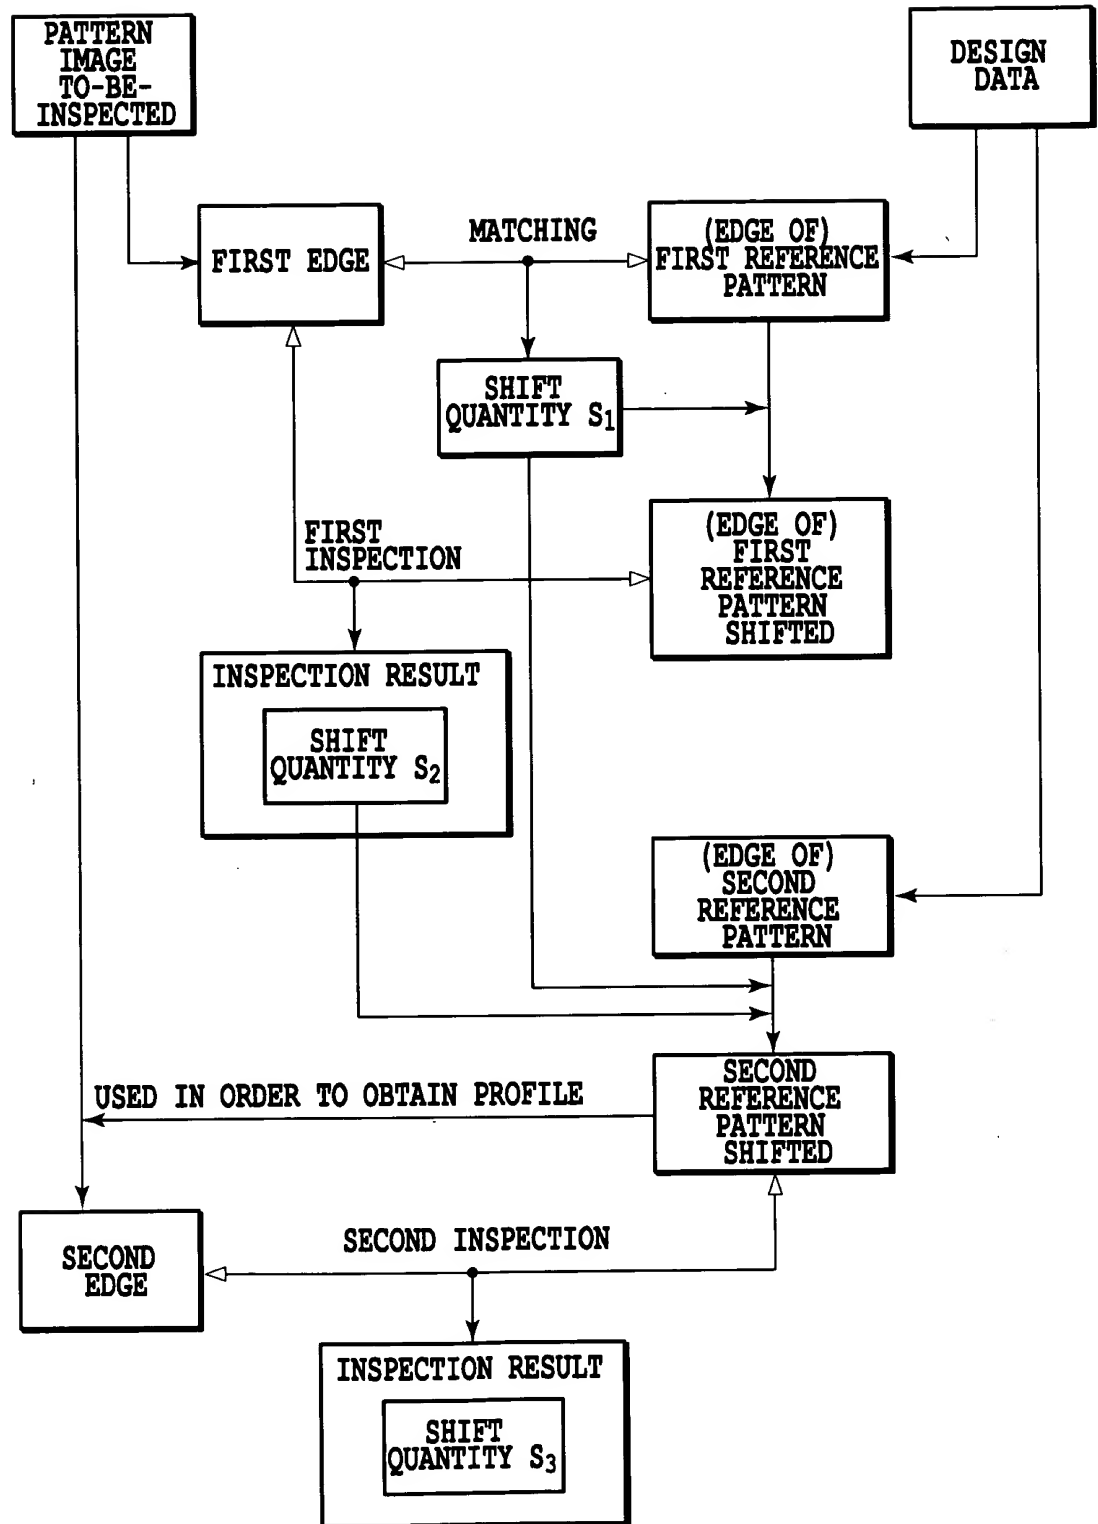 PATTERN
IMAGE
TO-BE-
INSPECTED
DESIGN
DATA
FIRST EDGE
MATCHING
(EDGE OF)
FIRST REFERENCE
PATTERN
SHIFT
QUANTITY S1
FIRST
INSPECTION
(EDGE OF)
FIRST
REFERENCE
PATTERN
SHIFTED
INSPECTION RESULT
SHIFT
QUANTITY S2
(EDGE OF)
SECOND
REFERENCE
PATTERN
USED IN ORDER TO OBTAIN PROFILE
SECOND
REFERENCE
PATTERN
SHIFTED
SECOND
EDGE
SECOND INSPECTION
INSPECTION RESULT
SHIFT
QUANTITY S3